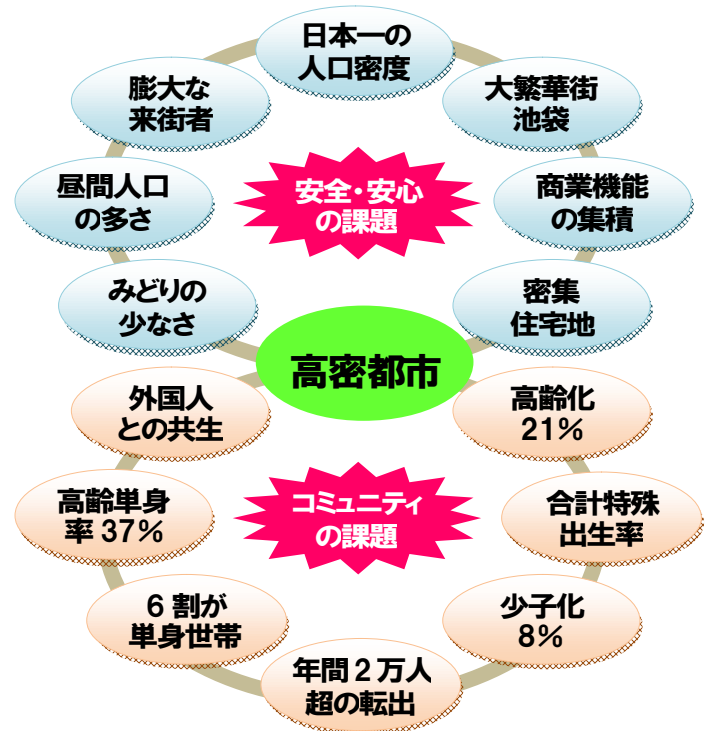 日本一の
人口密度
膨大な
来街者
大繁華街
池袋
昼間人口
の多さ
安全・安心
の課題
商業機能
の集積
みどりの
少なさ
密集
住宅地
高密都市
外国人
との共生
高齢化
21%
高齢単身
率37%
コミュニティ
の課題
合計特殊
出生率
6割が
単身世帯
少子化
8%
年間2万人
超の転出